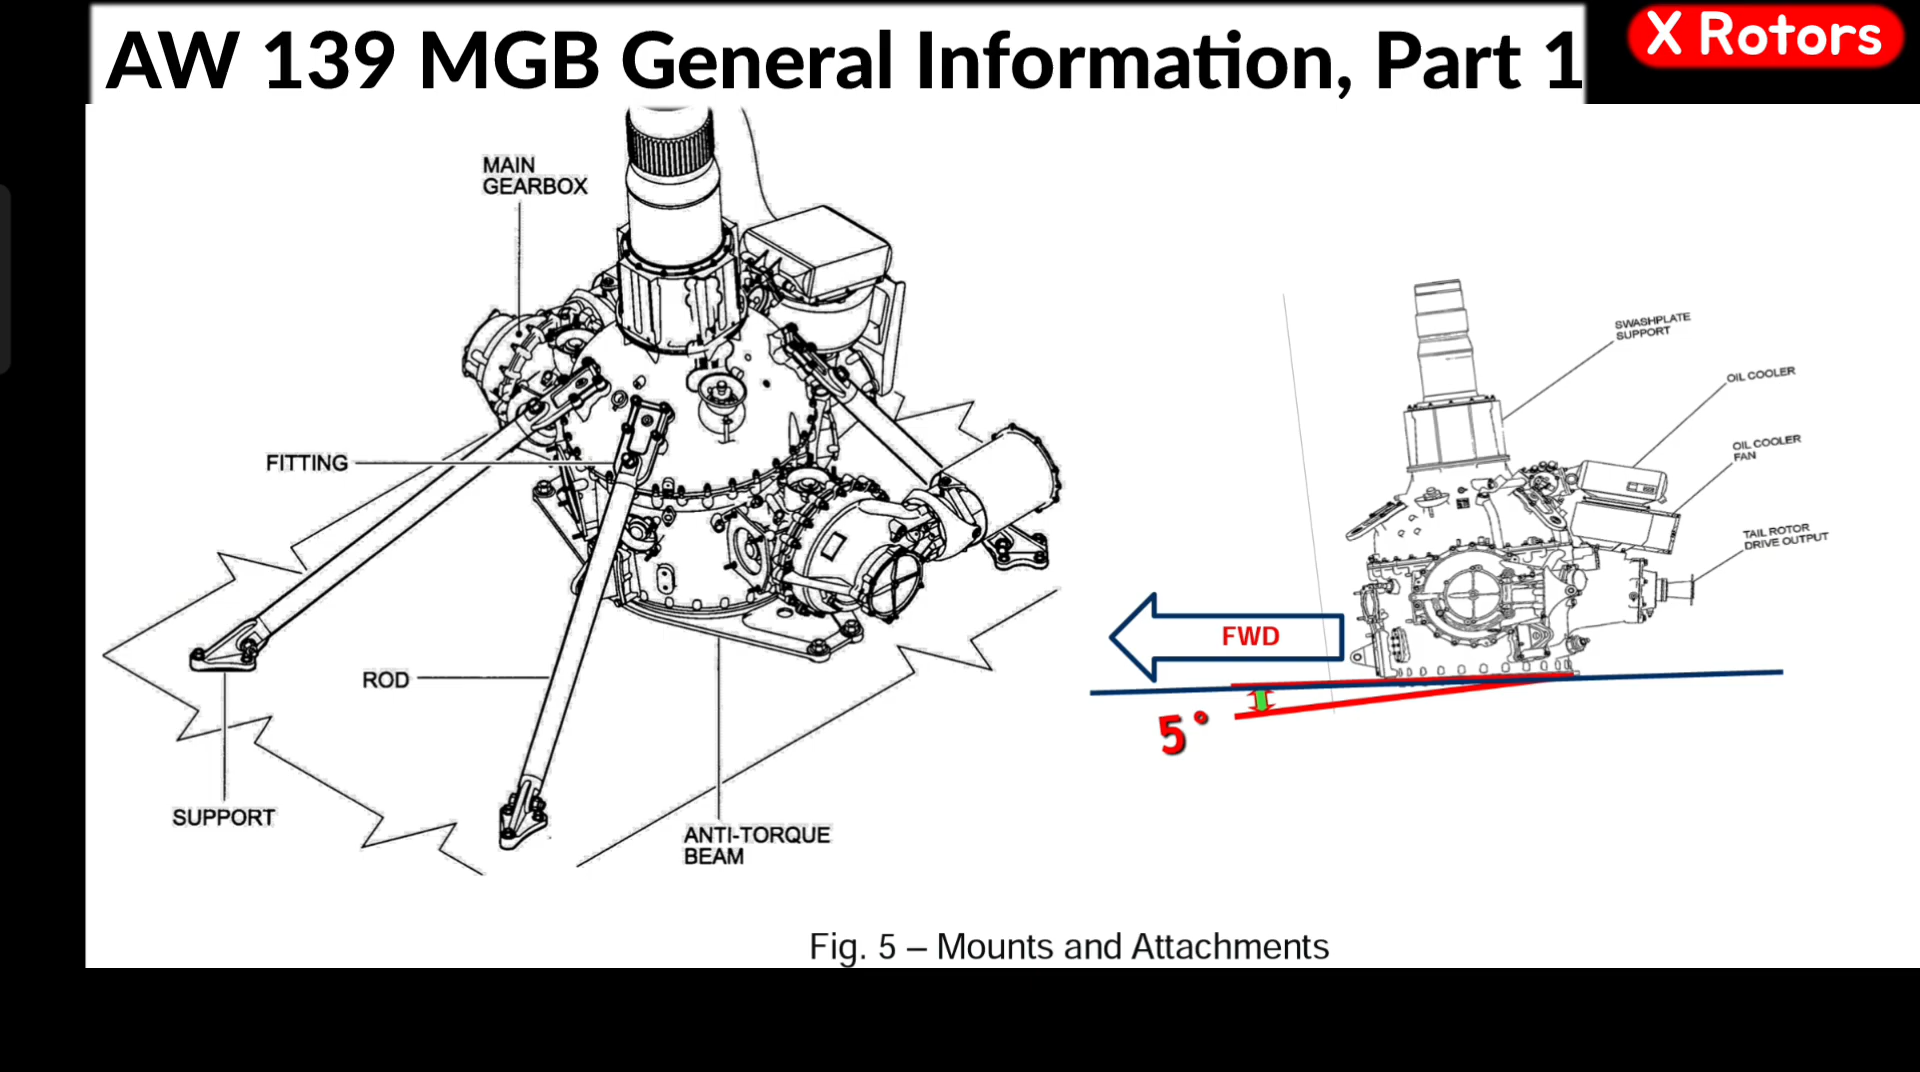 AW 139 MGB General Information, Part 1
X Rotors
MAIN
GEARBOX
FITTING
ROD
SUPPORT
ANTI-TORQUE
BEAM
SWASHPLATE
SUPPORT
OIL COOLER
OIL COOLER
FAN
TAIL ROTOR
DRIVE OUTPUT
FWD
5°
Fig. 5 – Mounts and Attachments